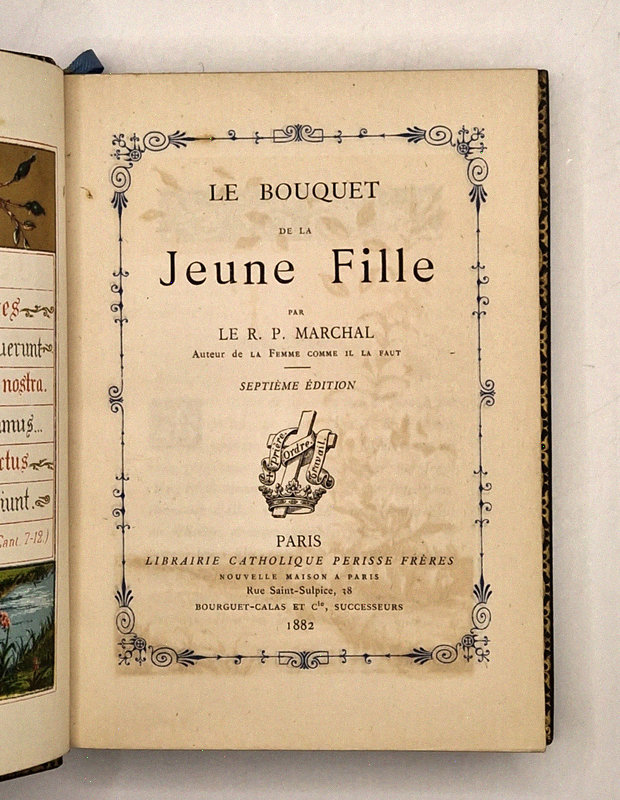 es
uerunt
nostra.
amus...
ctus
iunt.
Cant. 7-12.)
LE BOUQUET
DE LA
Jeune Fille
PAR
LE R. P. MARCHAL
Auteur de LA FEMME COMME IL LA FAUT
SEPTIÈME ÉDITION
Prière Ordre. Travail.
PARIS
LIBRAIRIE CATHOLIQUE PERISSE FRÈRES
NOUVELLE MAISON A PARIS
Rue Saint-Sulpice, 38
BOURGUET-CALAS ET Cie, SUCCESSEURS
1882